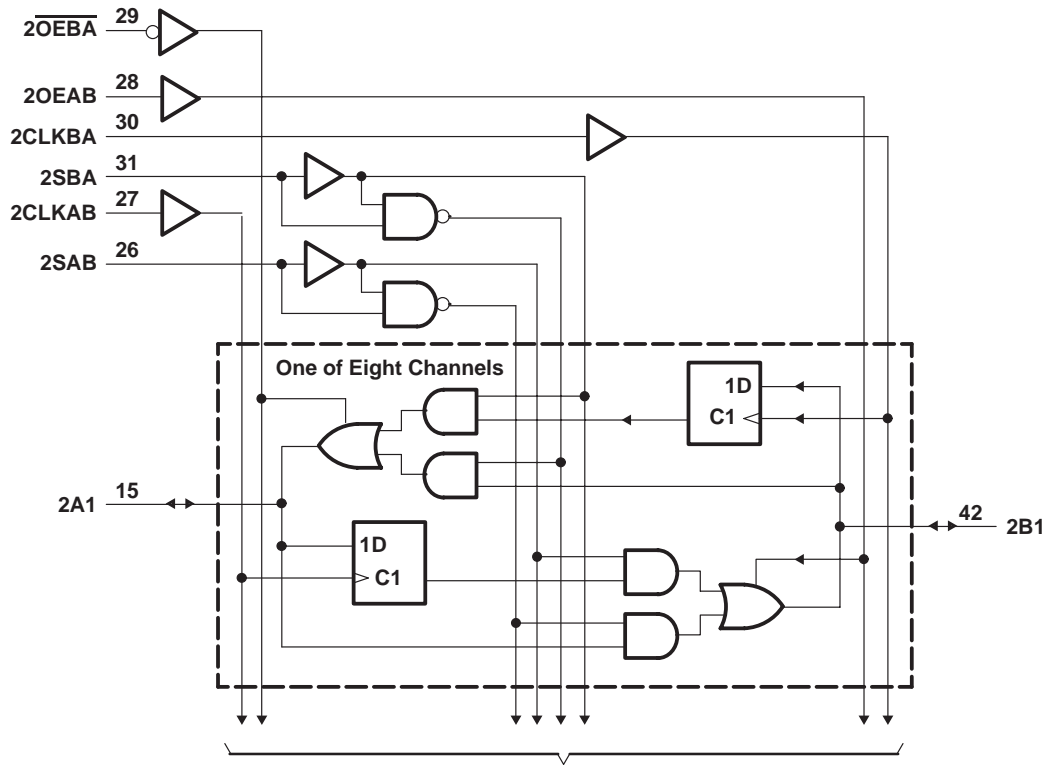 2OEBA 29
2OEAB 28
2CLKBA 30
2SBA 31
2CLKAB 27
2SAB 26
One of Eight Channels
1D
C1
2A1 15
42 2B1
1D
C1